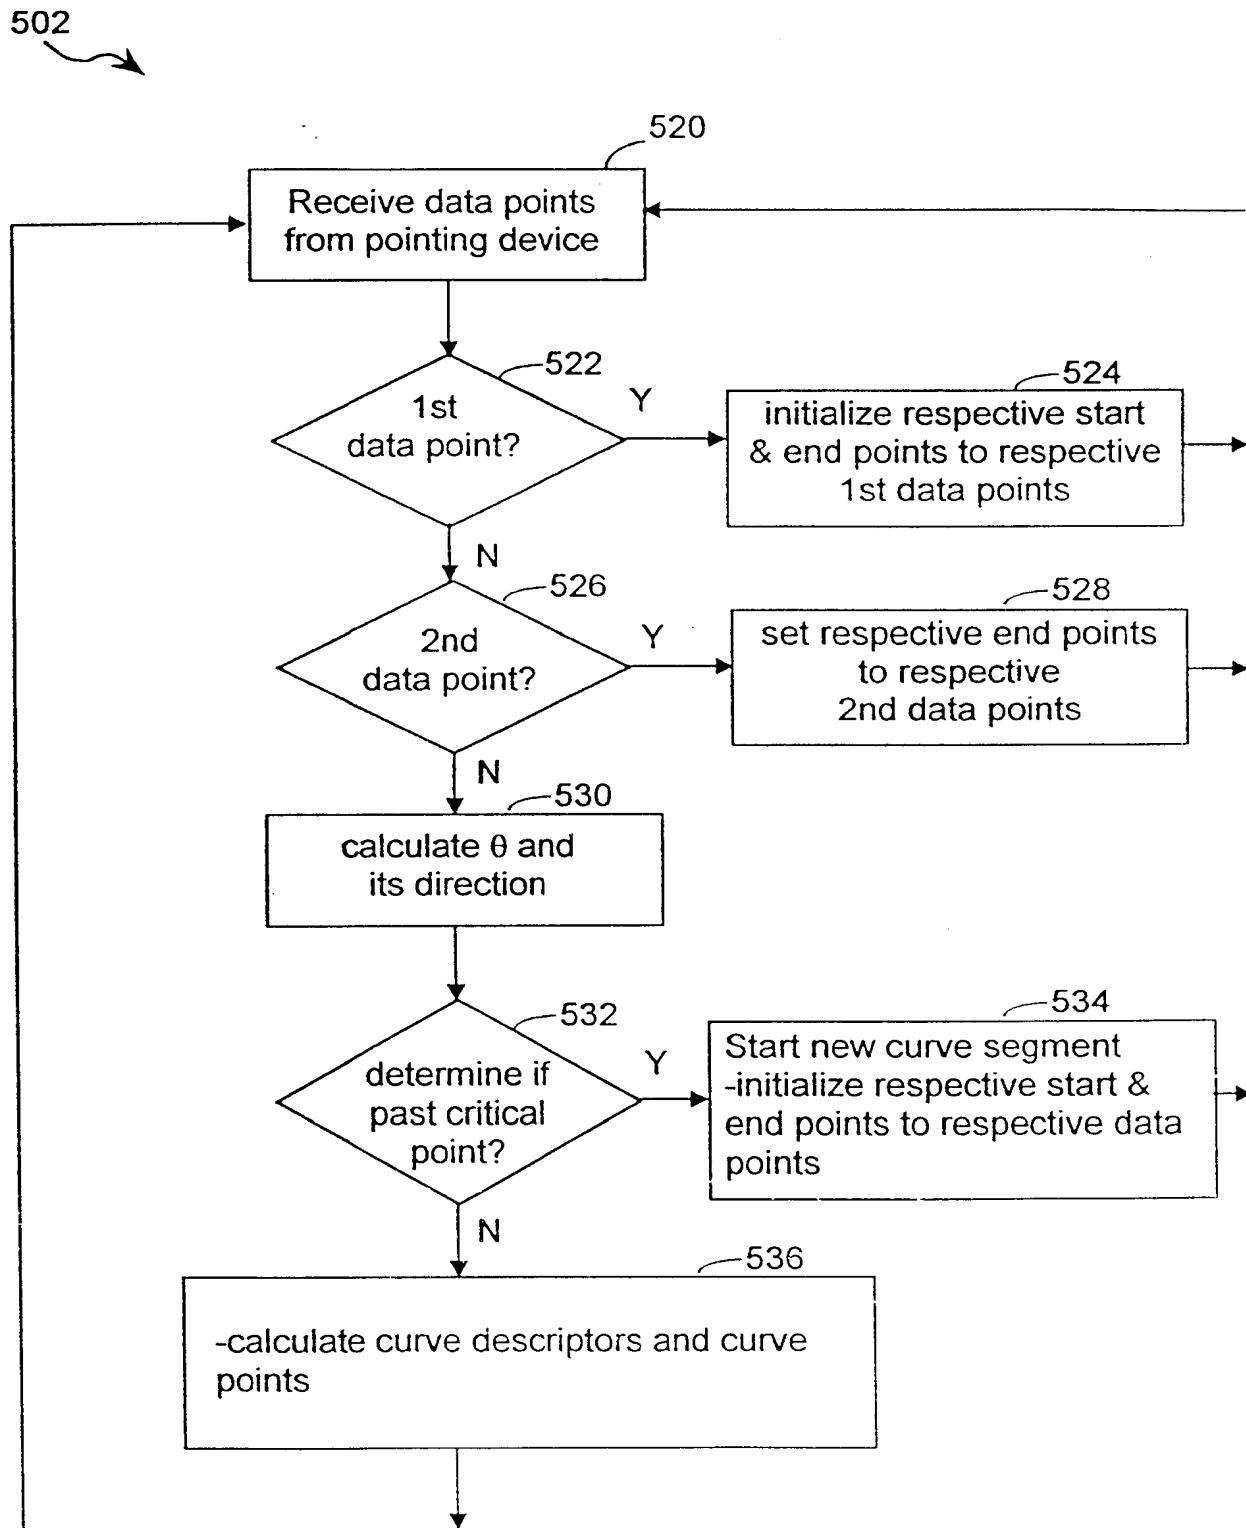 502
520
Receive data points
from pointing device
522
1st
data point?
Y
524
initialize respective start
& end points to respective
1st data points
N
526
2nd
data point?
Y
528
set respective end points
to respective
2nd data points
N
530
calculate θ and
its direction
532
determine if
past critical
point?
Y
534
Start new curve segment
-initialize respective start &
end points to respective data
points
N
536
-calculate curve descriptors and curve
points